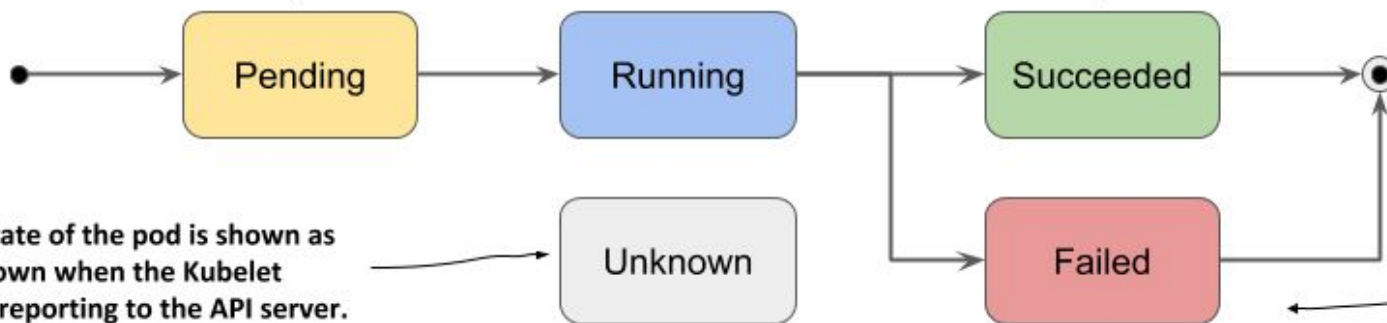 Pending
Running
Succeeded
ate of the pod is shown as
own when the Kubelet
reporting to the API server.
Unknown
Failed